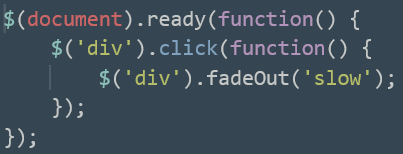 $(document).ready(function() {
    $('div').click(function() {
        $('div').fadeOut('slow');
    });
});